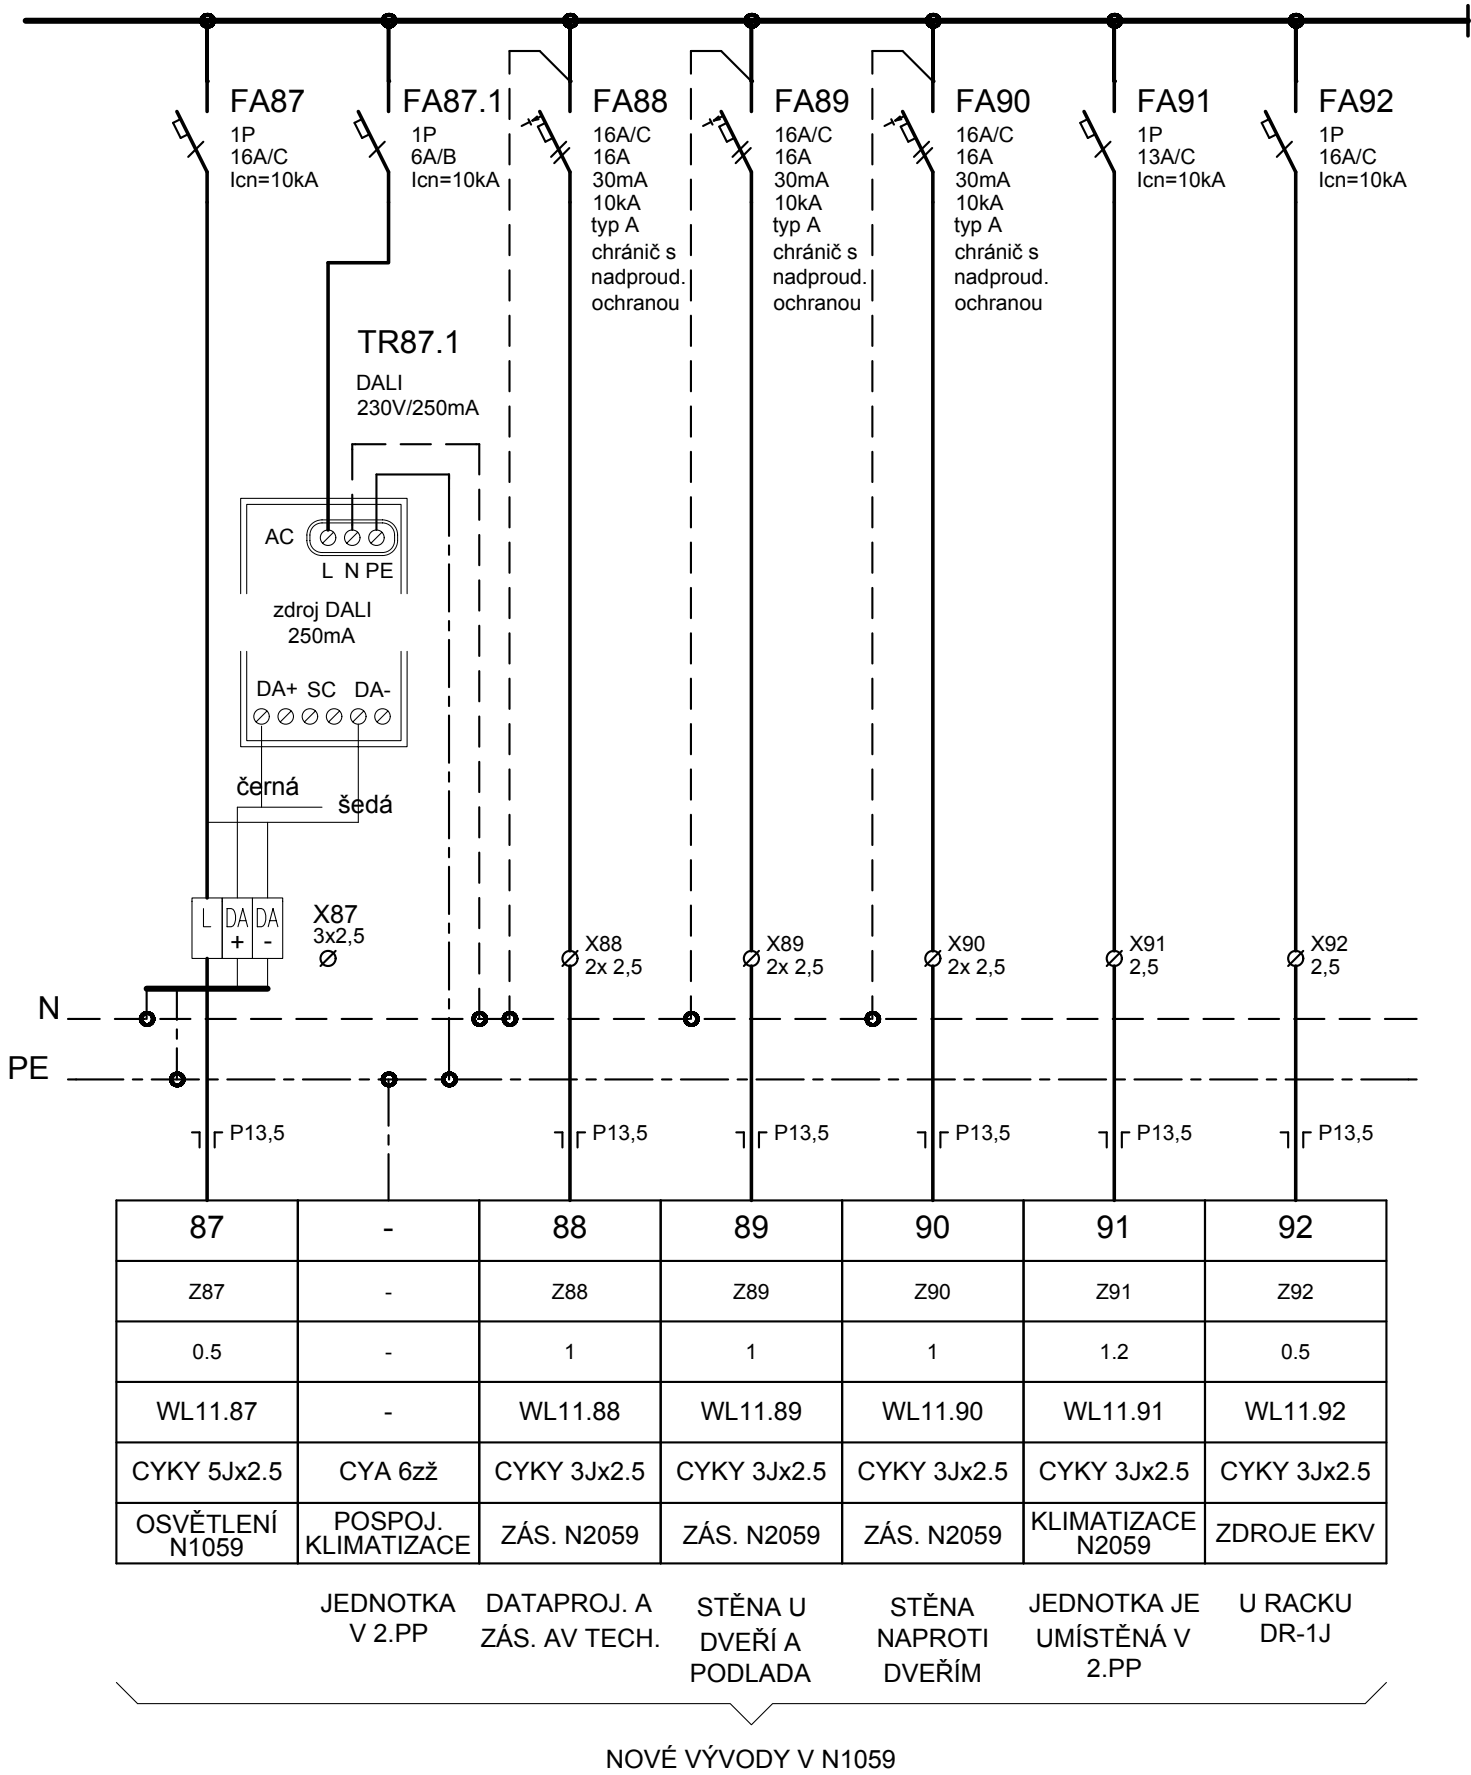 FA87
1P
16A/C
Icn=10kA
FA87.1
1P
6A/B
Icn=10kA
FA88
16A/C
16A
30mA
10kA
typ A
chránič s
nadproud.
ochranou
FA89
16A/C
16A
30mA
10kA
typ A
chránič s
nadproud.
ochranou
FA90
16A/C
16A
30mA
10kA
typ A
chránič s
nadproud.
ochranou
FA91
1P
13A/C
Icn=10kA
FA92
1P
16A/C
Icn=10kA
TR87.1
DALI
230V/250mA
AC
L N PE
zdroj DALI
250mA
DA+ SC DA-
černá
šedá
L DA + DA -
X87
3x2,5
X88
2x 2,5
X89
2x 2,5
X90
2x 2,5
X91
2,5
X92
2,5
N
PE
P13,5 P13,5 P13,5 P13,5 P13,5 P13,5
87 - 88 89 90 91 92
Z87 - Z88 Z89 Z90 Z91 Z92
0.5 - 1 1 1 1.2 0.5
WL11.87 - WL11.88 WL11.89 WL11.90 WL11.91 WL11.92
CYKY 5Jx2.5 CYA 6zž CYKY 3Jx2.5 CYKY 3Jx2.5 CYKY 3Jx2.5 CYKY 3Jx2.5 CYKY 3Jx2.5
OSVĚTLENÍ
N1059
POSPOJ.
KLIMATIZACE
ZÁS. N2059
ZÁS. N2059
ZÁS. N2059
KLIMATIZACE
N2059
ZDROJE EKV
JEDNOTKA
V 2.PP
DATAPROJ. A
ZÁS. AV TECH.
STĚNA U
DVEŘÍ A
PODLADA
STĚNA
NAPROTI
DVEŘÍM
JEDNOTKA JE
UMÍSTĚNÁ V
2.PP
U RACKU
DR-1J
NOVÉ VÝVODY V N1059